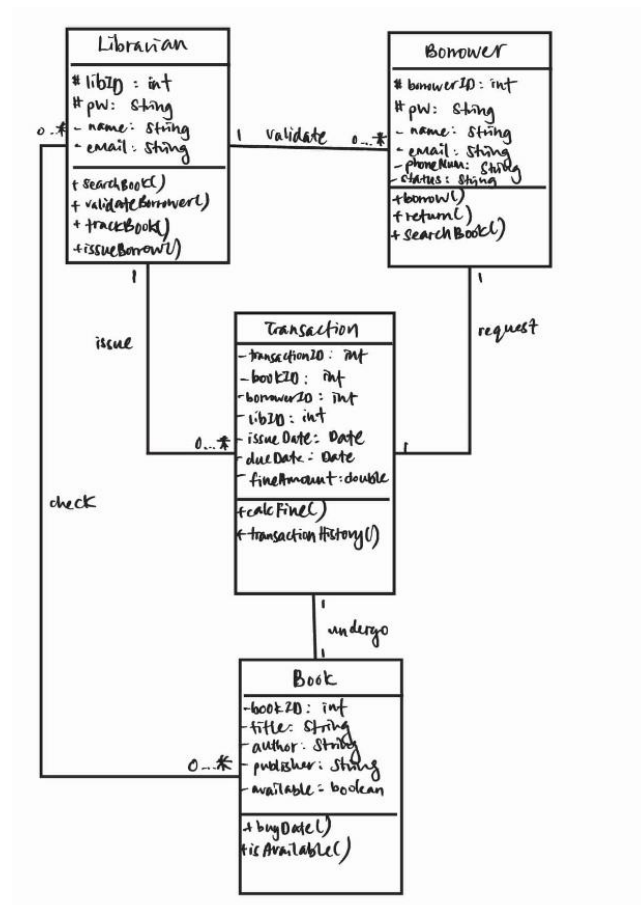 Librarian
# libID : int
# pw: String
- name: String
- email: String
+ searchBook()
+ validateBorrower()
+ trackBook()
+issueBorrow()
0..*
1
validate
0...*
Borrower
# borrowerID: int
# pw: String
- name: String
- email: String
- phoneNum: String
- status: String
+borrow()
+return()
+searchBook()
1
issue
0...*
1
request
1
Transaction
- transactionID: int
- bookID: int
- borrowerID: int
- libID: int
- issueDate: Date
- dueDate: Date
- fineAmount: double
+calcFine()
+transactionHistory()
check
1
undergo
1
0...*
Book
- bookID: int
- title: String
- author: String
- publisher: String
- available: boolean
+ buyDate()
+isAvailable()